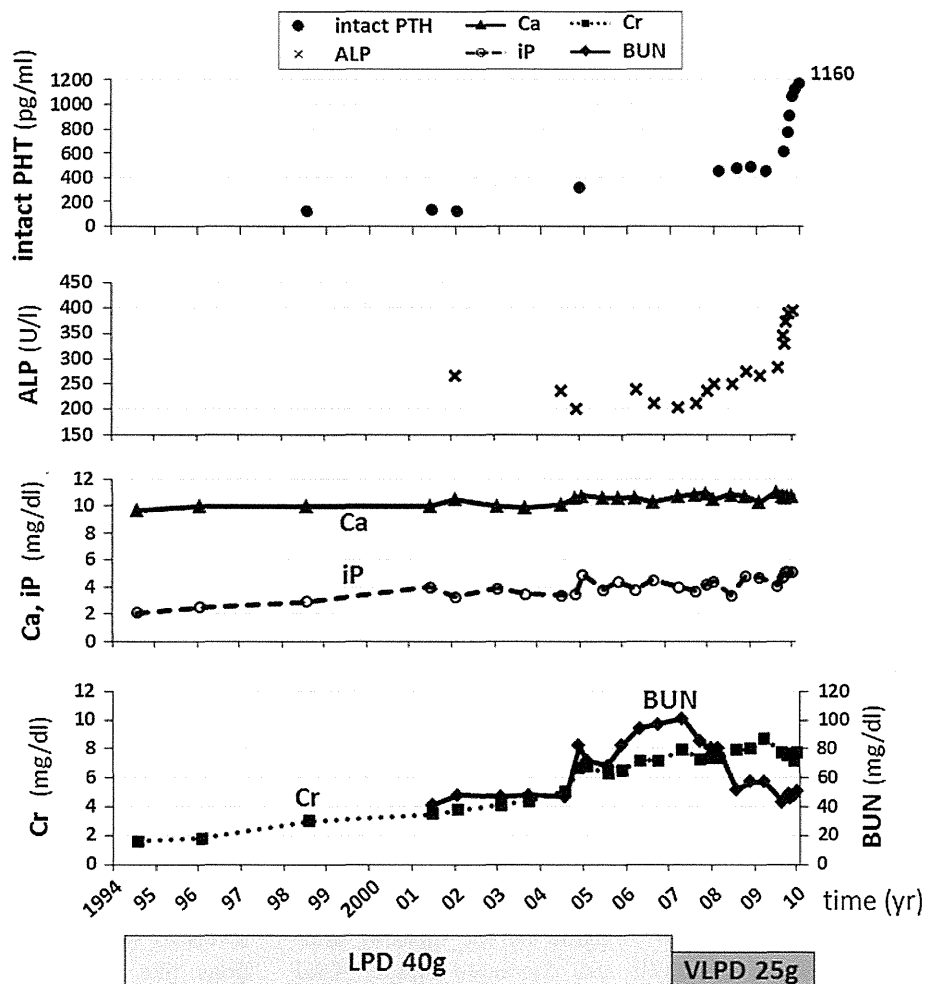 intact PTH Ca Cr
ALP iP BUN
intact PHT (pg/ml)
1200
1000
800
600
400
200
0
1160
ALP (U/l)
450
400
350
300
250
200
150
Ca, iP (mg/dl)
12
10
8
6
4
2
0
Ca
iP
Cr (mg/dl)
12
10
8
6
4
2
0
Cr
BUN
120
100
80
60
40
20
0
BUN (mg/dl)
1994 95 96 97 98 99 2000 01 02 03 04 05 06 07 08 09 10 time (yr)
LPD 40g
VLPD 25g